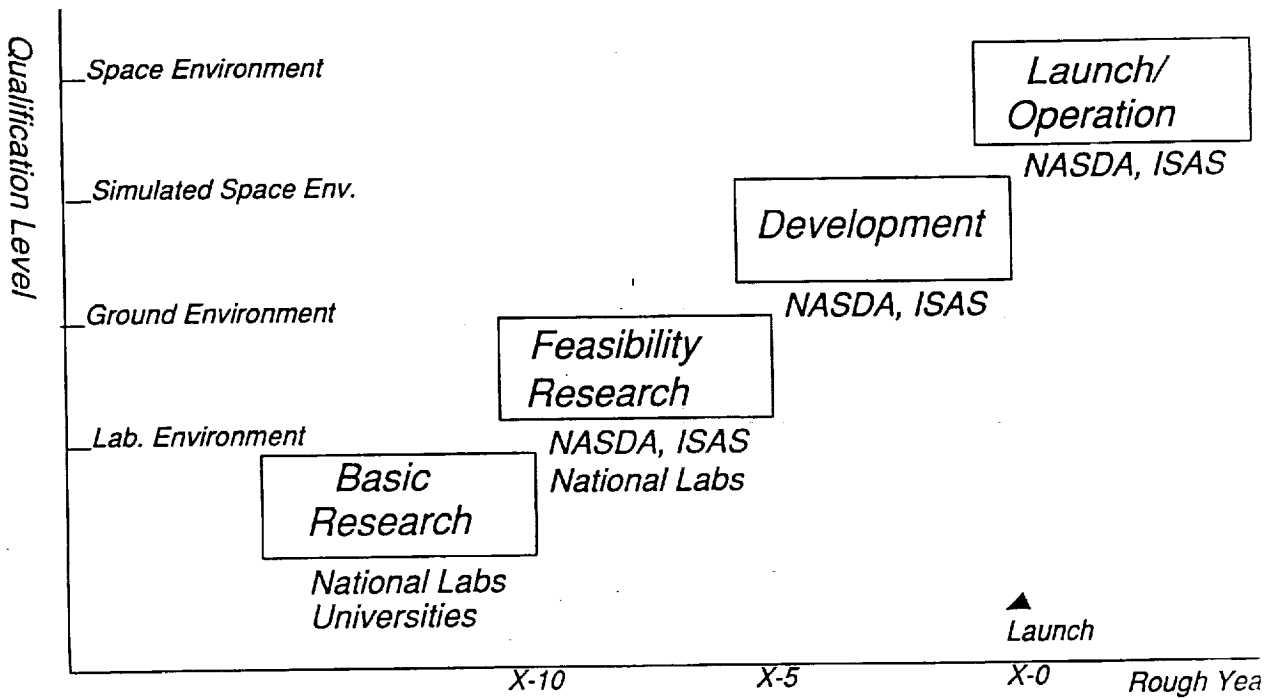 Qualification Level
Space Environment
Launch/
Operation
NASDA, ISAS
Simulated Space Env.
Development
NASDA, ISAS
Ground Environment
Feasibility
Research
NASDA, ISAS
National Labs
Lab. Environment
Basic
Research
National Labs
Universities
Launch
X-10
X-5
X-0
Rough Yea